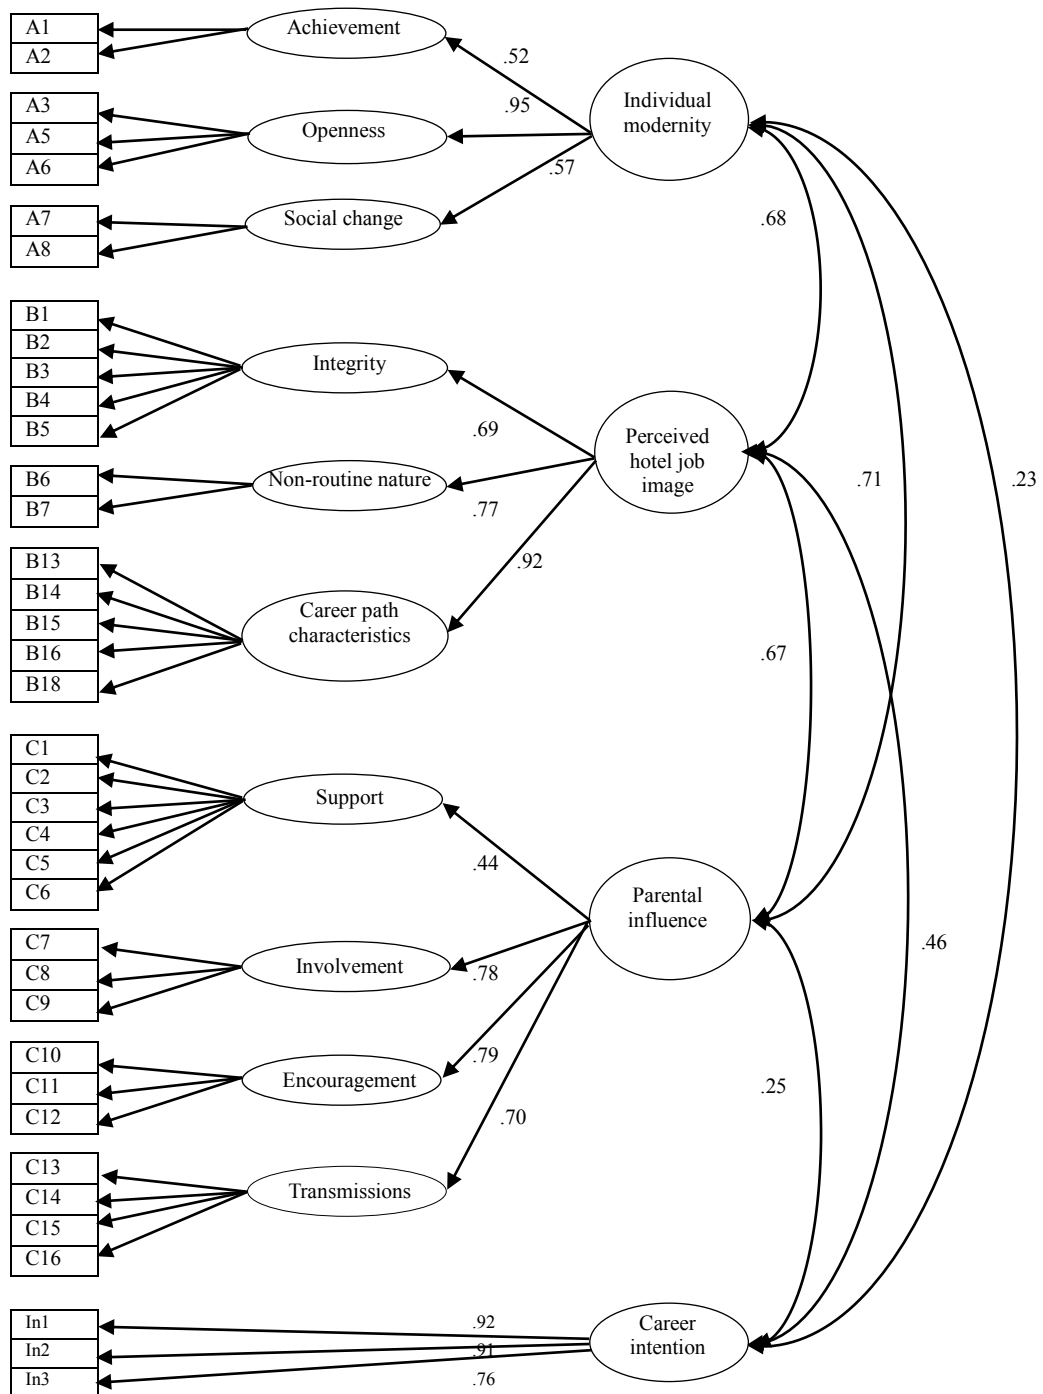 A1
A2
Achievement
.52
A3
A5
A6
Openness
.95
Individual
modernity
A7
A8
Social change
.57
.68
B1
B2
B3
B4
B5
Integrity
.69
Perceived
hotel job
image
B6
B7
Non-routine nature
.77
.71
.23
B13
B14
B15
B16
B18
Career path
characteristics
.92
.67
C1
C2
C3
C4
C5
C6
Support
.44
Parental
influence
C7
C8
C9
Involvement
.78
.46
C10
C11
C12
Encouragement
.79
.25
C13
C14
C15
C16
Transmissions
.70
In1
In2
In3
.92
.91
.76
Career
intention